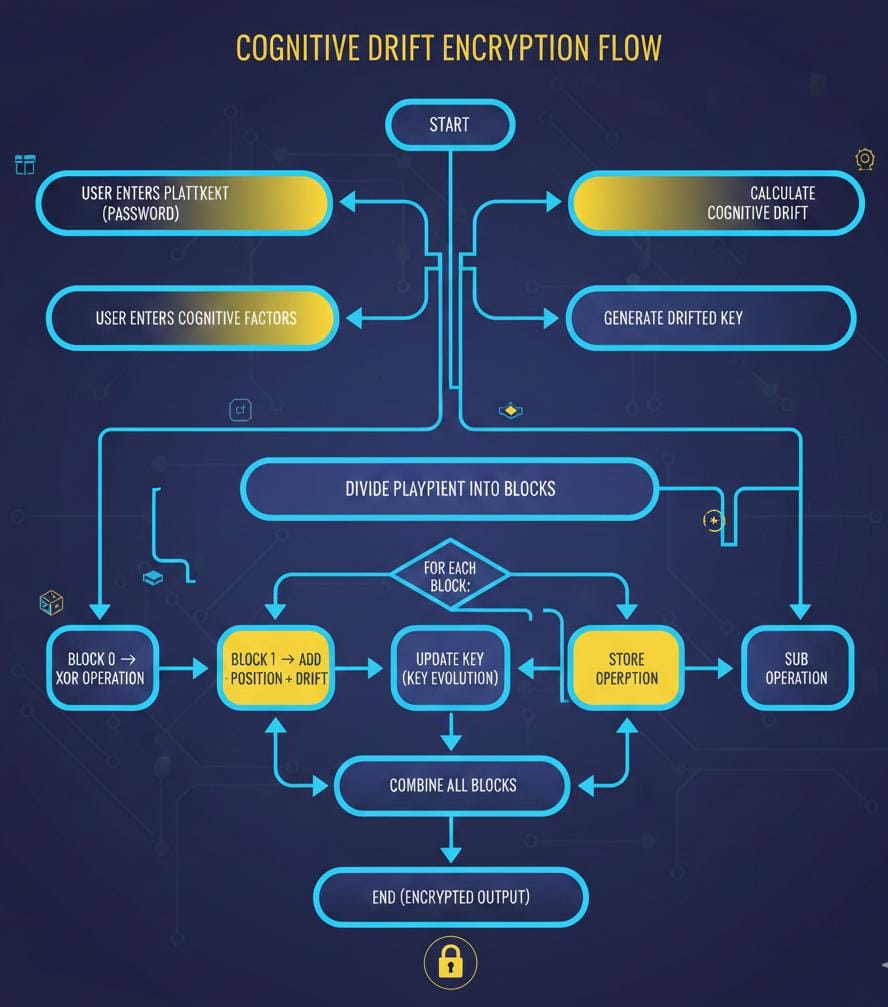 COGNITIVE DRIFT ENCRYPTION FLOW
START
USER ENTERS PLATTXENT
(PASSWORD)
CALCULATE
COGNITIVE DRIFT
USER ENTERS COGNITIVE FACTORS
GENERATE DRIFTED KEY
DIVIDE PLAYP1ENT INTO BLOCKS
FOR EACH
BLOCK:
BLOCK 0 →
XOR OPERATION
BLOCK 1 → ADD
POSITION + DRIFT
UPDATE KEY
(KEY EVOLUTION)
STORE
OPERPTION
SUB
OPERATION
COMBINE ALL BLOCKS
END (ENCRYPTED OUTPUT)